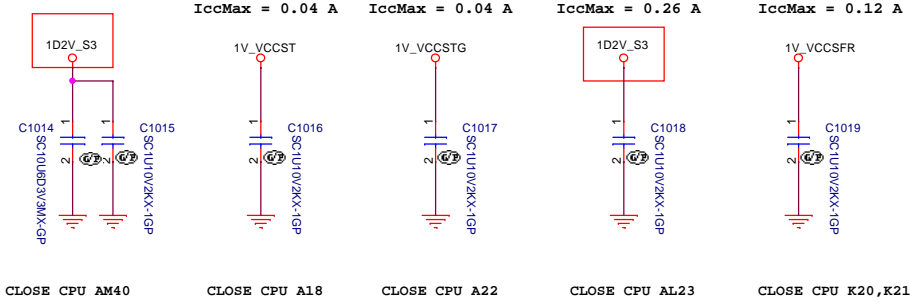 IccMax = 0.04 A
IccMax = 0.04 A
IccMax = 0.26 A
IccMax = 0.12 A
1D2V_S3
1V_VCCST
1V_VCCSTG
1D2V_S3
1V_VCCSFR
1
2
C1014
SC10U6D3V3MX-GP
1
2
C1015
SC1U10V2KX-1GP
1
2
C1016
SC1U10V2KX-1GP
1
2
C1017
SC1U10V2KX-1GP
1
2
C1018
SC1U10V2KX-1GP
1
2
C1019
SC1U10V2KX-1GP
CLOSE CPU AM40
CLOSE CPU A18
CLOSE CPU A22
CLOSE CPU AL23
CLOSE CPU K20,K21